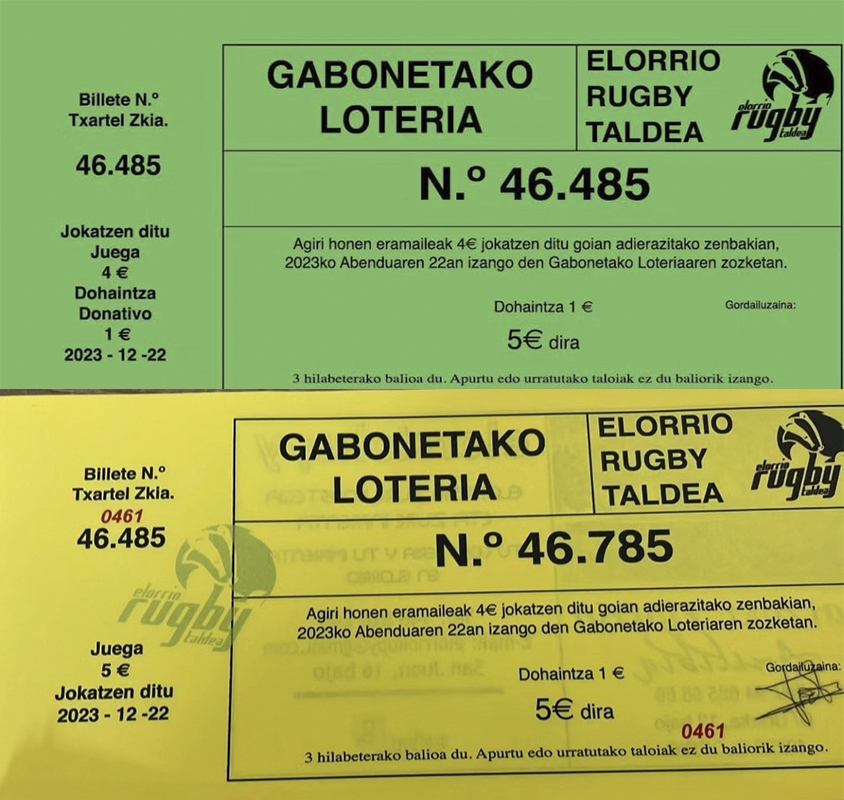 Billete N.º
Txartel Zkia.
46.485
Jokatzen ditu
Juega
4 €
Dohaintza
Donativo
1 €
2023 - 12 -22
GABONETAKO
LOTERIA
ELORRIO
RUGBY
TALDEA
elorrio
rugby
taldea
N.º 46.485
Agiri honen eramaileak 4€ jokatzen ditu goian adierazitako zenbakian,
2023ko Abenduaren 22an izango den Gabonetako Loteriaaren zozketan.
Dohaintza 1 €
Gordailuzaina:
5€ dira
3 hilabeterako balioa du. Apurtu edo urratutako taloiak ez du baliorik izango.
Billete N.º
Txartel Zkia.
0461
46.485
elorrio
rugby
taldea
Juega
5 €
Jokatzen ditu
2023 - 12 -22
GABONETAKO
LOTERIA
ELORRIO
RUGBY
TALDEA
elorrio
rugby
taldea
N.º 46.785
Agiri honen eramaileak 4€ jokatzen ditu goian adierazitako zenbakian,
2023ko Abenduaren 22an izango den Gabonetako Loteriaren zozketan.
Dohaintza 1 €
Gordailuzaina:
5€ dira
0461
3 hilabeterako balioa du. Apurtu edo urratutako taloiak ez du baliorik izango.